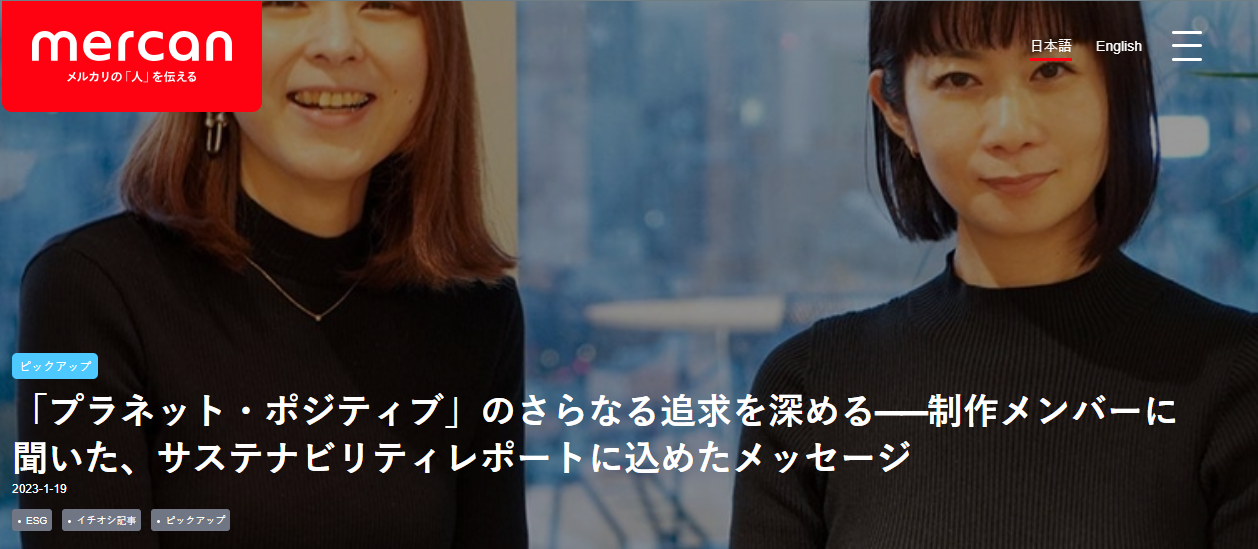 mercan
メルカリの「人」を伝える
日本語 English
ピックアップ
「プラネット・ポジティブ」のさらなる追求を深める——制作メンバーに
聞いた、サステナビリティレポートに込めたメッセージ
2023-1-19
• ESG • イチオシ記事 • ピックアップ